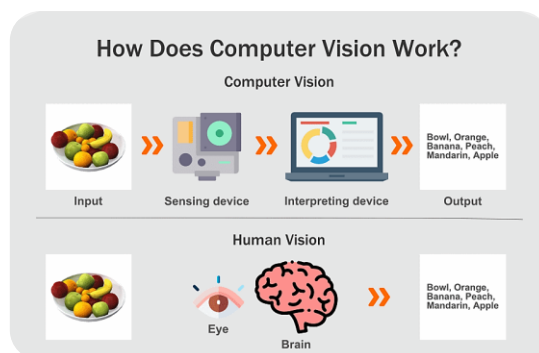 How Does Computer Vision Work?
Computer Vision
Bowl, Orange,
Banana, Peach,
Mandarin, Apple
Input
Sensing device
Interpreting device
Output
Human Vision
Bowl, Orange,
Banana, Peach,
Mandarin, Apple
Eye
Brain